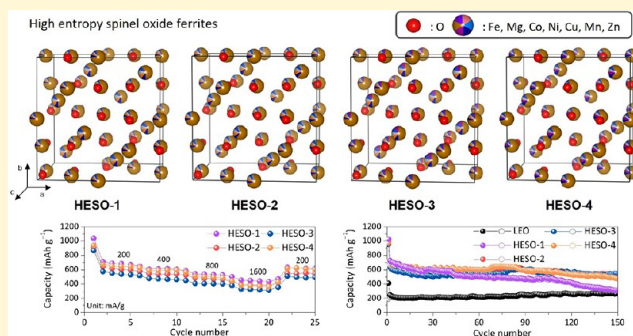 High entropy spinel oxide ferrites
: O : Fe, Mg, Co, Ni, Cu, Mn, Zn
b
c a
HESO-1 HESO-2 HESO-3 HESO-4
Capacity (mAh g⁻¹)
1200
1000
800
600
400
200
0
HESO-1 HESO-3
HESO-2 HESO-4
200 400 800 1600 200
Unit: mA/g
0 5 10 15 20 25
Cycle number
Capacity (mAh g⁻¹)
1200
1000
800
600
400
200
0
LEO HESO-3
HESO-1 HESO-4
HESO-2
0 30 60 90 120 150
Cycle number